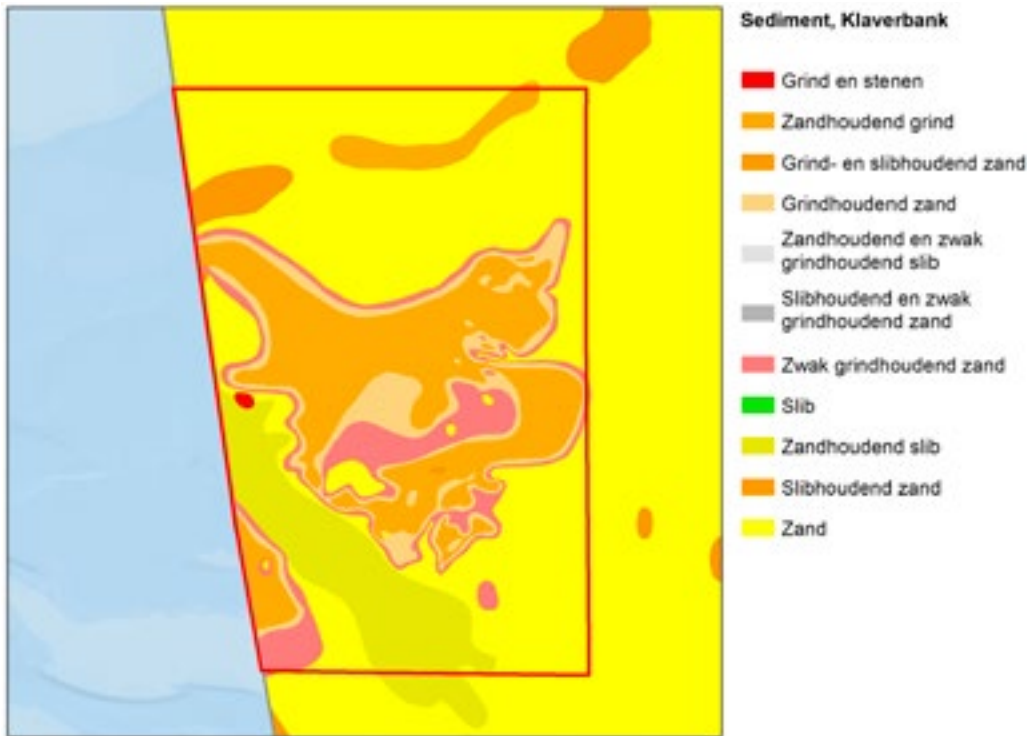 Sediment, Klaverbank
Grind en stenen
Zandhoudend grind
Grind- en slibhoudend zand
Grindhoudend zand
Zandhoudend en zwak
grindhoudend slib
Slibhoudend en zwak
grindhoudend zand
Zwak grindhoudend zand
Slib
Zandhoudend slib
Slibhoudend zand
Zand